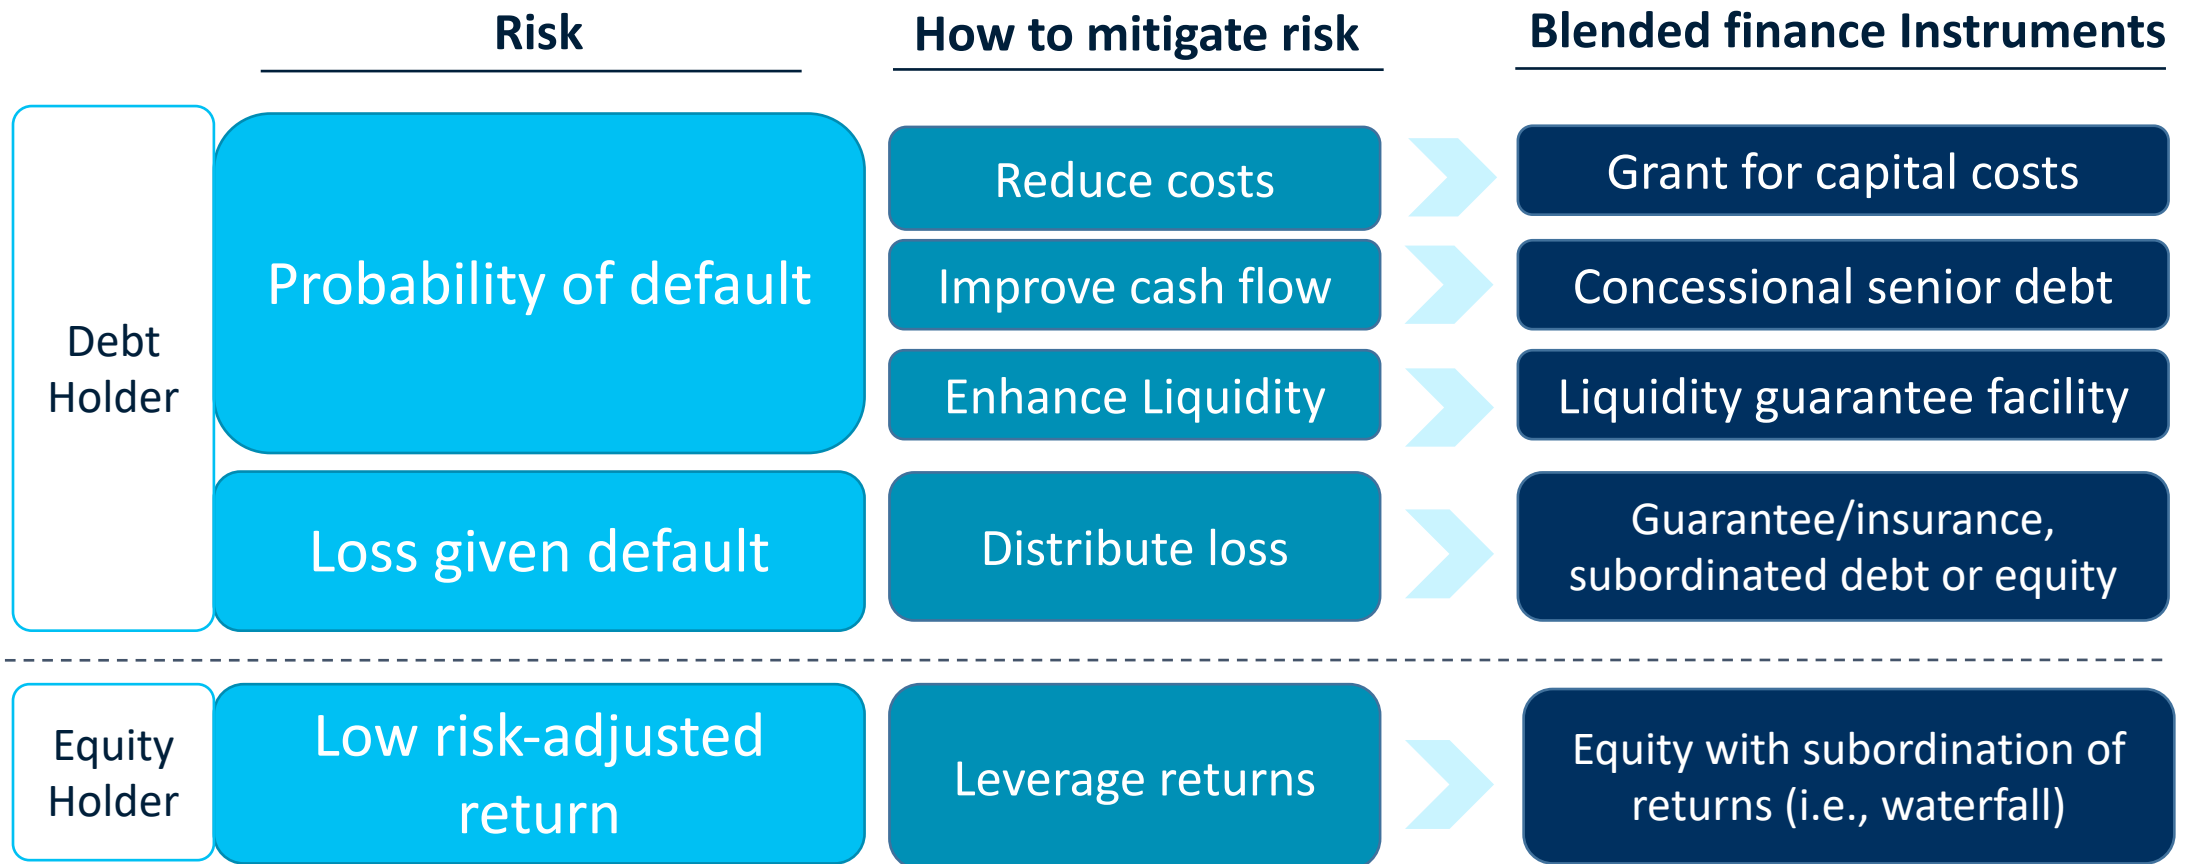 Risk
How to mitigate risk
Blended finance Instruments
Debt
Holder
Probability of default
Reduce costs
Grant for capital costs
Improve cash flow
Concessional senior debt
Enhance Liquidity
Liquidity guarantee facility
Loss given default
Distribute loss
Guarantee/insurance,
subordinated debt or equity
Equity
Holder
Low risk-adjusted
return
Leverage returns
Equity with subordination of
returns (i.e., waterfall)